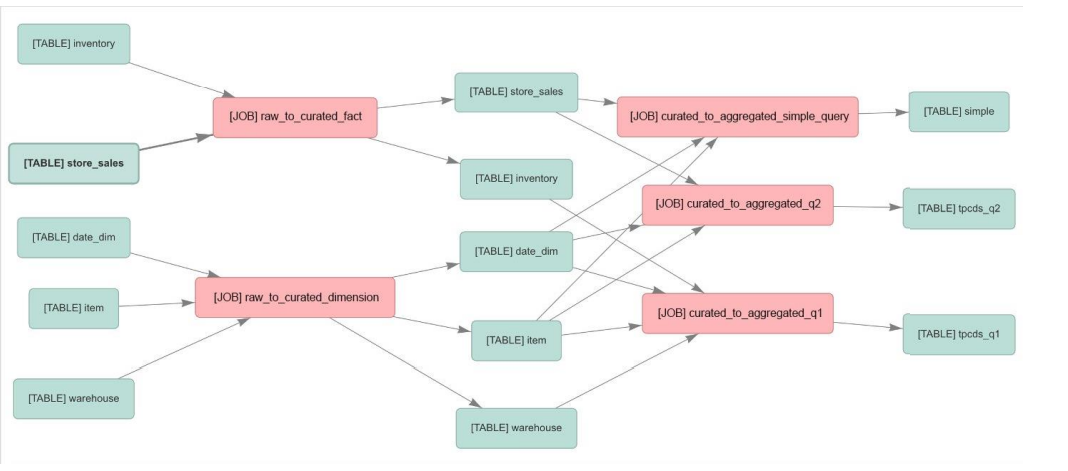 [TABLE] inventory
[TABLE] store_sales
[TABLE] date_dim
[TABLE] item
[TABLE] warehouse
[JOB] raw_to_curated_fact
[JOB] raw_to_curated_dimension
[TABLE] store_sales
[TABLE] inventory
[TABLE] date_dim
[TABLE] item
[TABLE] warehouse
[JOB] curated_to_aggregated_simple_query
[JOB] curated_to_aggregated_q2
[JOB] curated_to_aggregated_q1
[TABLE] simple
[TABLE] tpcds_q2
[TABLE] tpcds_q1